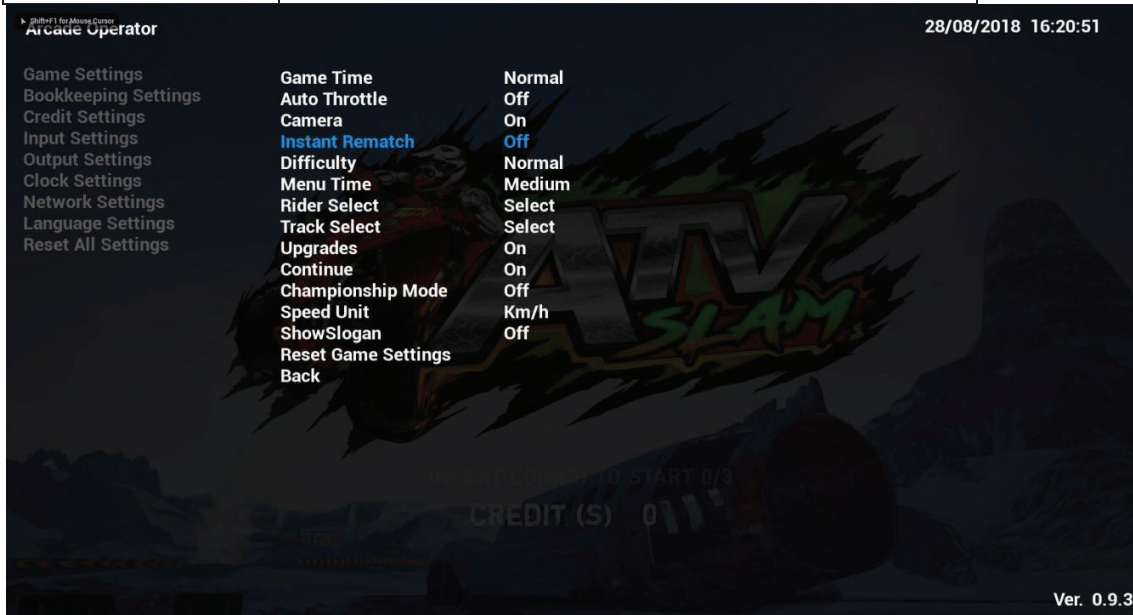 Shift+F1 for Mouse Cursor
Arcade Operator
28/08/2018 16:20:51
Game Settings
Bookkeeping Settings
Credit Settings
Input Settings
Output Settings
Clock Settings
Network Settings
Language Settings
Reset All Settings
Game Time Normal
Auto Throttle Off
Camera On
Instant Rematch Off
Difficulty Normal
Menu Time Medium
Rider Select Select
Track Select Select
Upgrades On
Continue On
Championship Mode Off
Speed Unit Km/h
ShowSlogan Off
Reset Game Settings
Back
ATV
SLAM
TO START 0/3
CREDIT (S) 0
Ver. 0.9.3